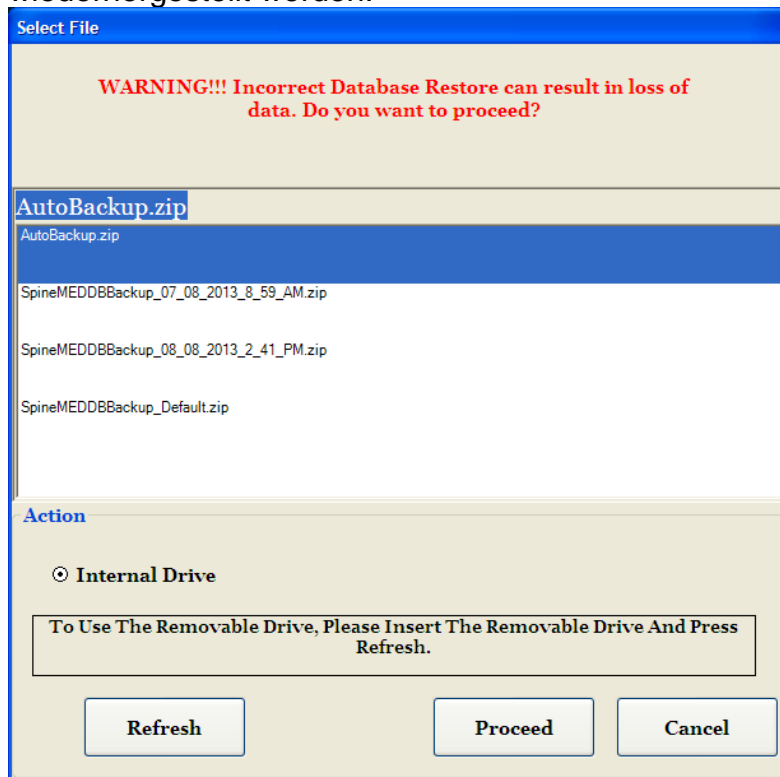 wiederhergestellt werden.
Select File
WARNING!!! Incorrect Database Restore can result in loss of
data. Do you want to proceed?
AutoBackup.zip
AutoBackup.zip
SpineMEDDBBackup_07_08_2013_8_59_AM.zip
SpineMEDDBBackup_08_08_2013_2_41_PM.zip
SpineMEDDBBackup_Default.zip
Action
Internal Drive
To Use The Removable Drive, Please Insert The Removable Drive And Press
Refresh.
Refresh Proceed Cancel